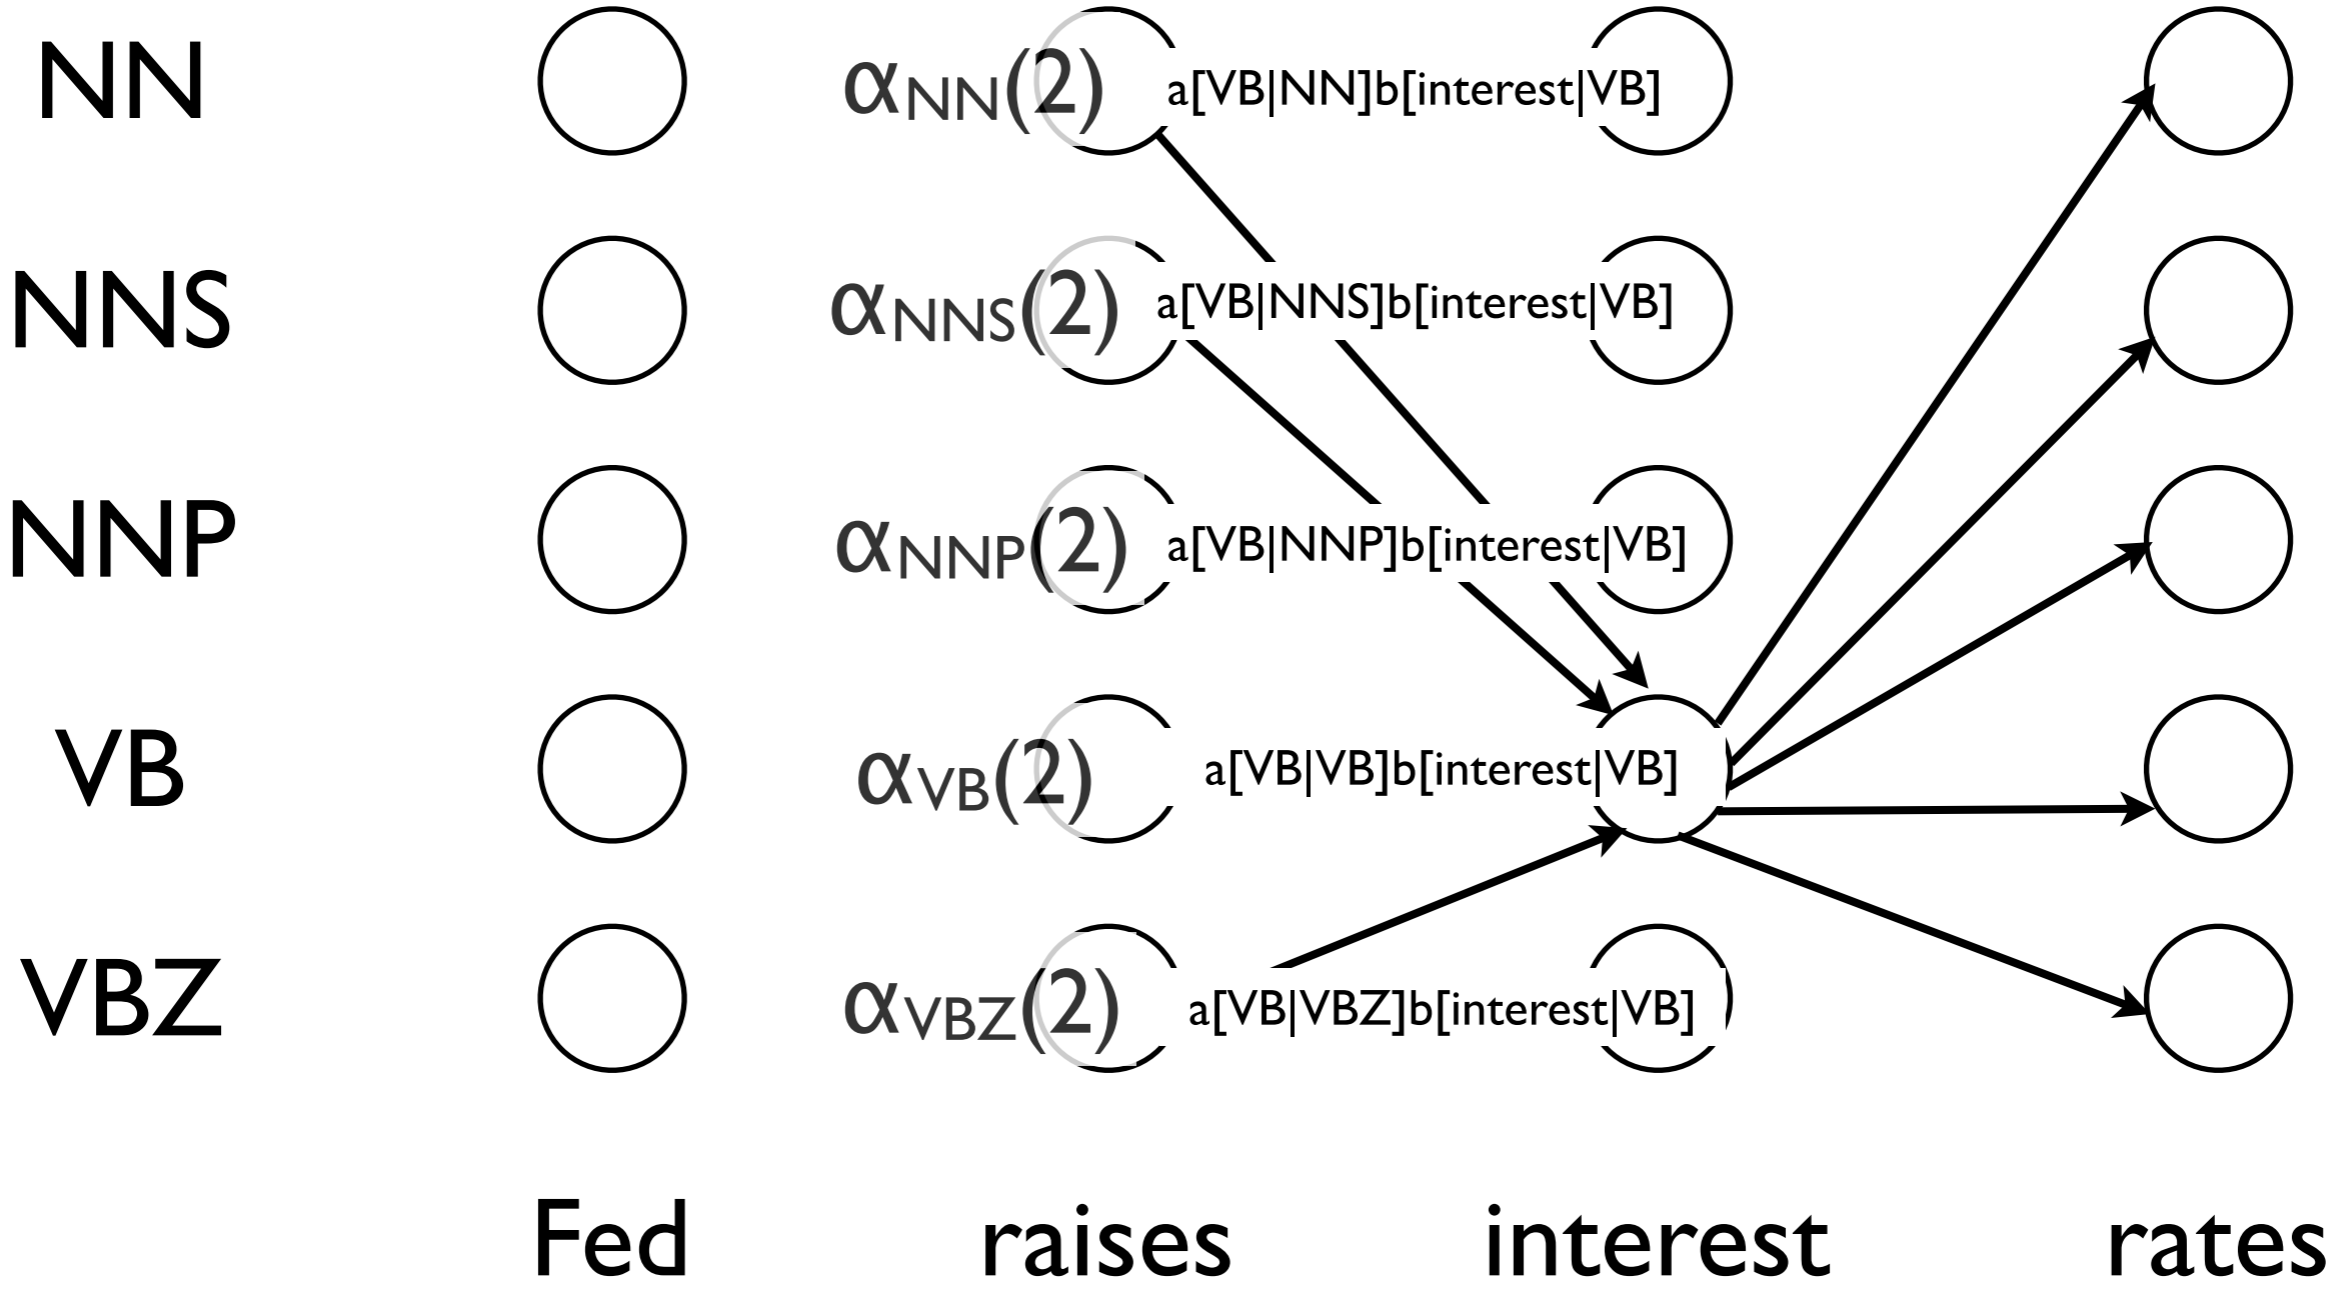 NN αNN(2) a[VB|NN]b[interest|VB]
NNS αNNS(2) a[VB|NNS]b[interest|VB]
NNP αNNP(2) a[VB|NNP]b[interest|VB]
VB αVB(2) a[VB|VB]b[interest|VB]
VBZ αVBZ(2) a[VB|VBZ]b[interest|VB]
Fed raises interest rates